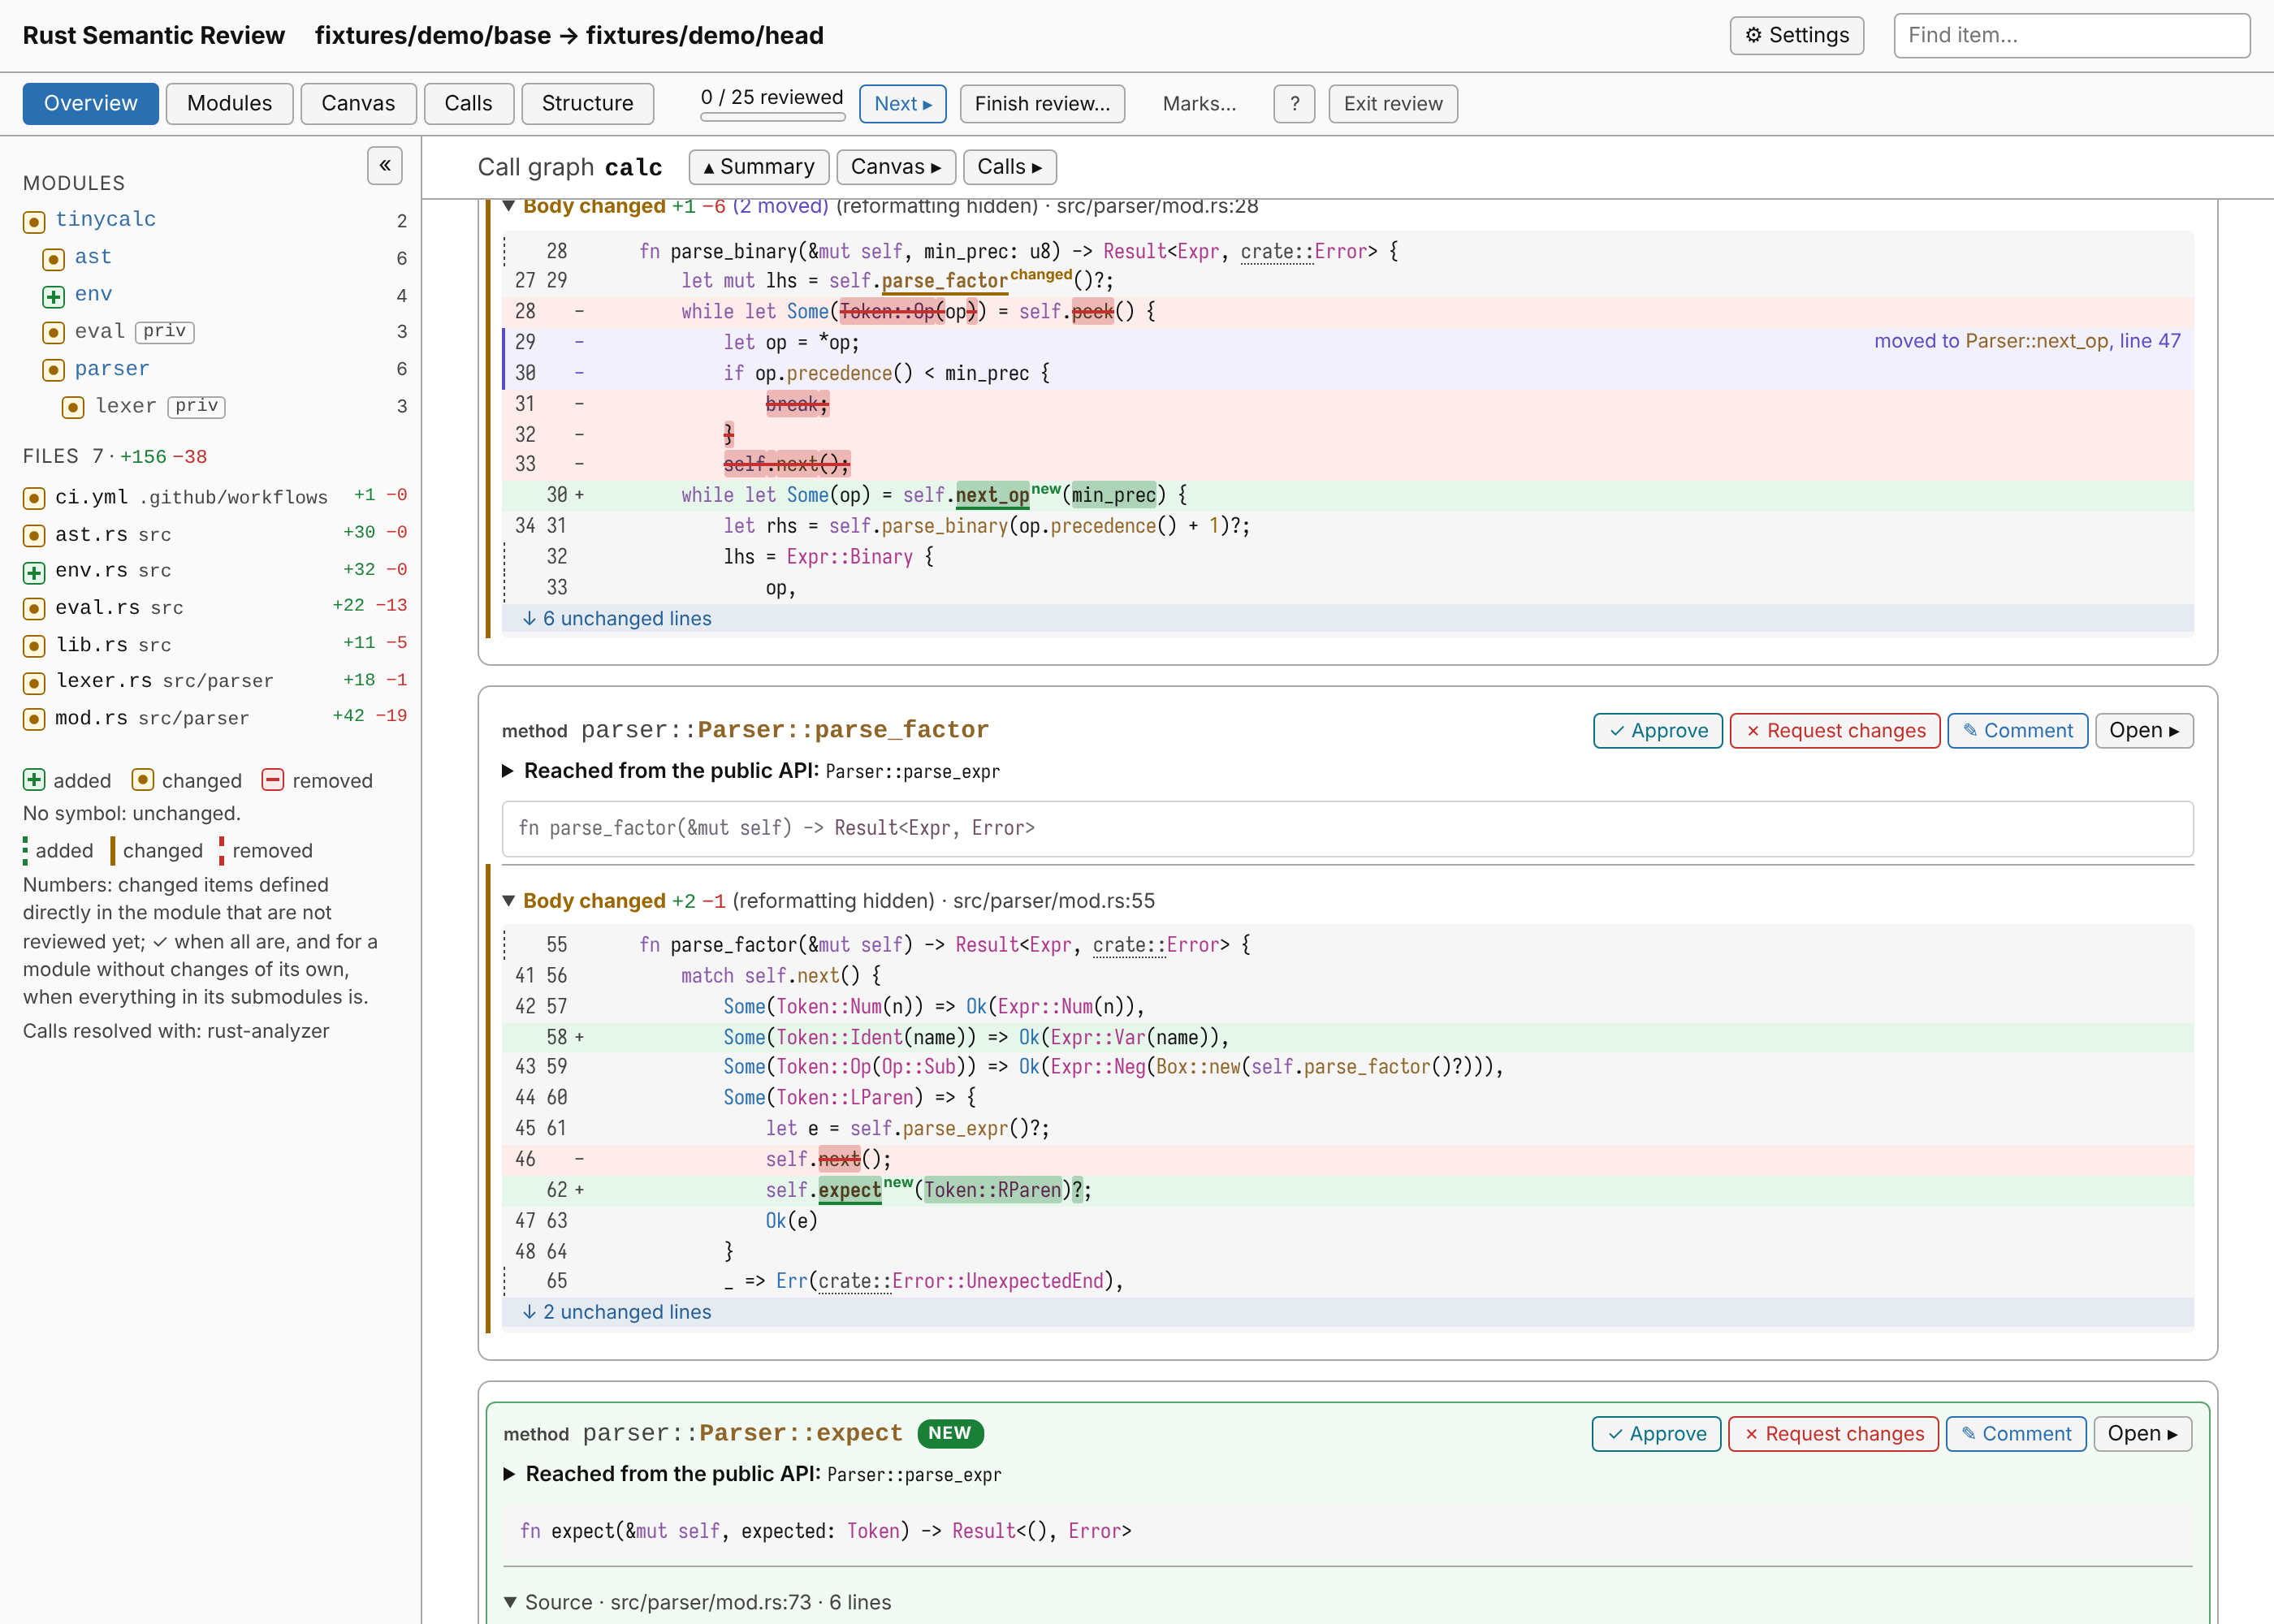 Rust Semantic Review fixtures/demo/base → fixtures/demo/head ⚙ Settings Find item...
Overview Modules Canvas Calls Structure 0 / 25 reviewed Next ▸ Finish review... Marks... ? Exit review
«
MODULES
tinycalc 2
ast 6
env 4
eval priv 3
parser 6
lexer priv 3
FILES 7 · +156 −38
ci.yml .github/workflows +1 −0
ast.rs src +30 −0
env.rs src +32 −0
eval.rs src +22 −13
lib.rs src +11 −5
lexer.rs src/parser +18 −1
mod.rs src/parser +42 −19
added changed removed
No symbol: unchanged.
added changed removed
Numbers: changed items defined
directly in the module that are not
reviewed yet; ✓ when all are, and for a
module without changes of its own,
when everything in its submodules is.
Calls resolved with: rust-analyzer
Call graph calc ▴ Summary Canvas ▸ Calls ▸
▼ Body changed +1 −6 (2 moved) (reformatting hidden) · src/parser/mod.rs:28
28 fn parse_binary(&mut self, min_prec: u8) -> Result<Expr, crate::Error> {
27 29 let mut lhs = self.parse_factor changed()?;
28 − while let Some(Token::Op(op)) = self.peek() {
29 − let op = *op; moved to Parser::next_op, line 47
30 − if op.precedence() < min_prec {
31 − break;
32 − }
33 − self.next();
30 + while let Some(op) = self.next_op new(min_prec) {
34 31 let rhs = self.parse_binary(op.precedence() + 1)?;
32 lhs = Expr::Binary {
33 op,
↓ 6 unchanged lines
method parser::Parser::parse_factor ✓ Approve × Request changes ✎ Comment Open ▸
▶ Reached from the public API: Parser::parse_expr
fn parse_factor(&mut self) -> Result<Expr, Error>
▼ Body changed +2 −1 (reformatting hidden) · src/parser/mod.rs:55
55 fn parse_factor(&mut self) -> Result<Expr, crate::Error> {
41 56 match self.next() {
42 57 Some(Token::Num(n)) => Ok(Expr::Num(n)),
58 + Some(Token::Ident(name)) => Ok(Expr::Var(name)),
43 59 Some(Token::Op(Op::Sub)) => Ok(Expr::Neg(Box::new(self.parse_factor()?))),
44 60 Some(Token::LParen) => {
45 61 let e = self.parse_expr()?;
46 − self.next();
62 + self.expect new(Token::RParen)?;
47 63 Ok(e)
48 64 }
65 _ => Err(crate::Error::UnexpectedEnd),
↓ 2 unchanged lines
method parser::Parser::expect NEW ✓ Approve × Request changes ✎ Comment Open ▸
▶ Reached from the public API: Parser::parse_expr
fn expect(&mut self, expected: Token) -> Result<(), Error>
▼ Source · src/parser/mod.rs:73 · 6 lines